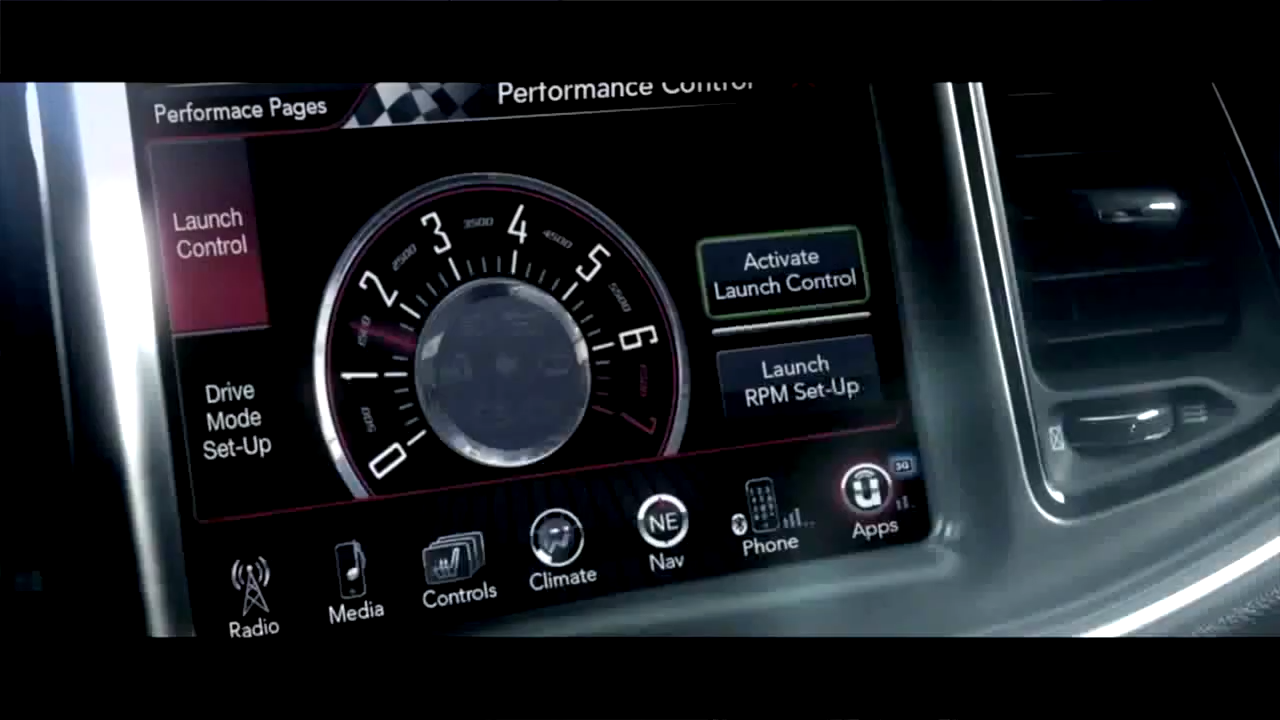 Performance Control
Performace Pages
Launch
Control
Drive
Mode
Set-Up
0
500
1
2
2500
3
3500
4
4500
5
5500
6
7
Activate
Launch Control
Launch
RPM Set-Up
Radio
Media
Controls
Climate
NE
Nav
Phone
3G
Apps